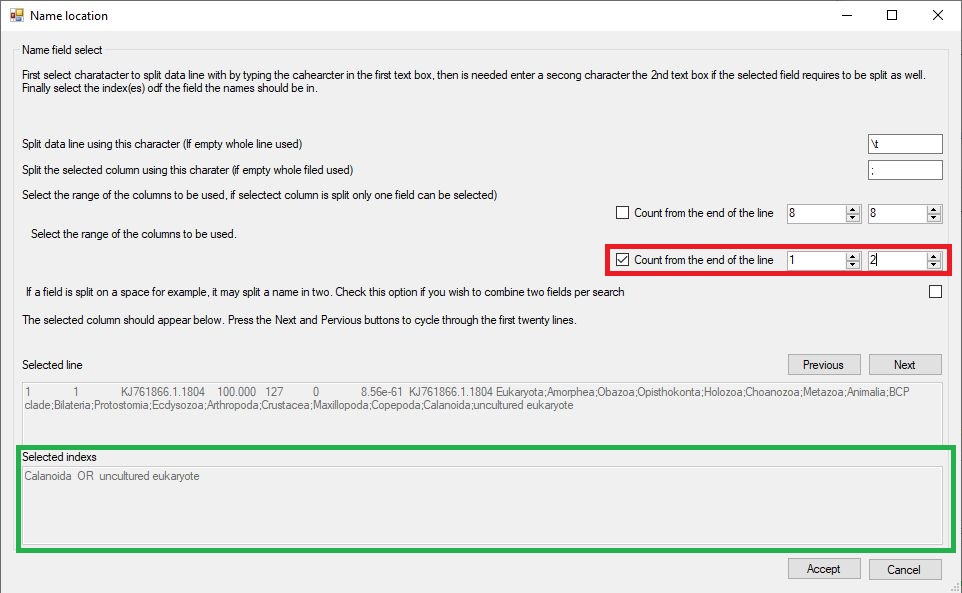 Name location
Name field select
First select charatacter to split data line with by typing the cahearcter in the first text box, then is needed enter a secong character the 2nd text box if the selected field requires to be split as well.
Finally select the index(es) odf the field the names should be in.
Split data line using this character (If empty whole line used)
\t
Split the selected column using this charater (if empty whole filed used)
;
Select the range of the columns to be used, if selectect column is split only one field can be selected)
Count from the end of the line 8 8
Select the range of the columns to be used.
Count from the end of the line 1 2
If a field is split on a space for example, it may split a name in two. Check this option if you wish to combine two fields per search
The selected column should appear below. Press the Next and Pervious buttons to cycle through the first twenty lines.
Selected line
Previous
Next
1 1 KJ761866.1.1804 100.000 127 0 8.56e-61 KJ761866.1.1804 Eukaryota;Amorphea;Obazoa;Opisthokonta;Holozoa;Choanozoa;Metazoa;Animalia;BCP
clade;Bilateria;Protostomia;Ecdysozoa;Arthropoda;Crustacea;Maxillopoda;Copepoda;Calanoida;uncultured eukaryote
Selected indexs
Calanoida OR uncultured eukaryote
Accept
Cancel